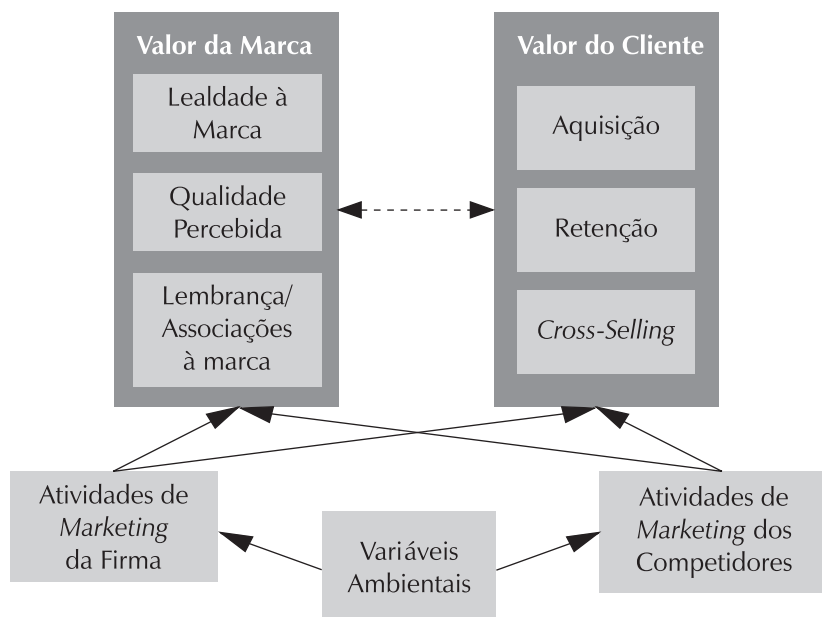 Valor da Marca
Lealdade à
Marca
Qualidade
Percebida
Lembrança/
Associações
à marca
Valor do Cliente
Aquisição
Retenção
Cross-Selling
Atividades de
Marketing
da Firma
Variáveis
Ambientais
Atividades de
Marketing dos
Competidores